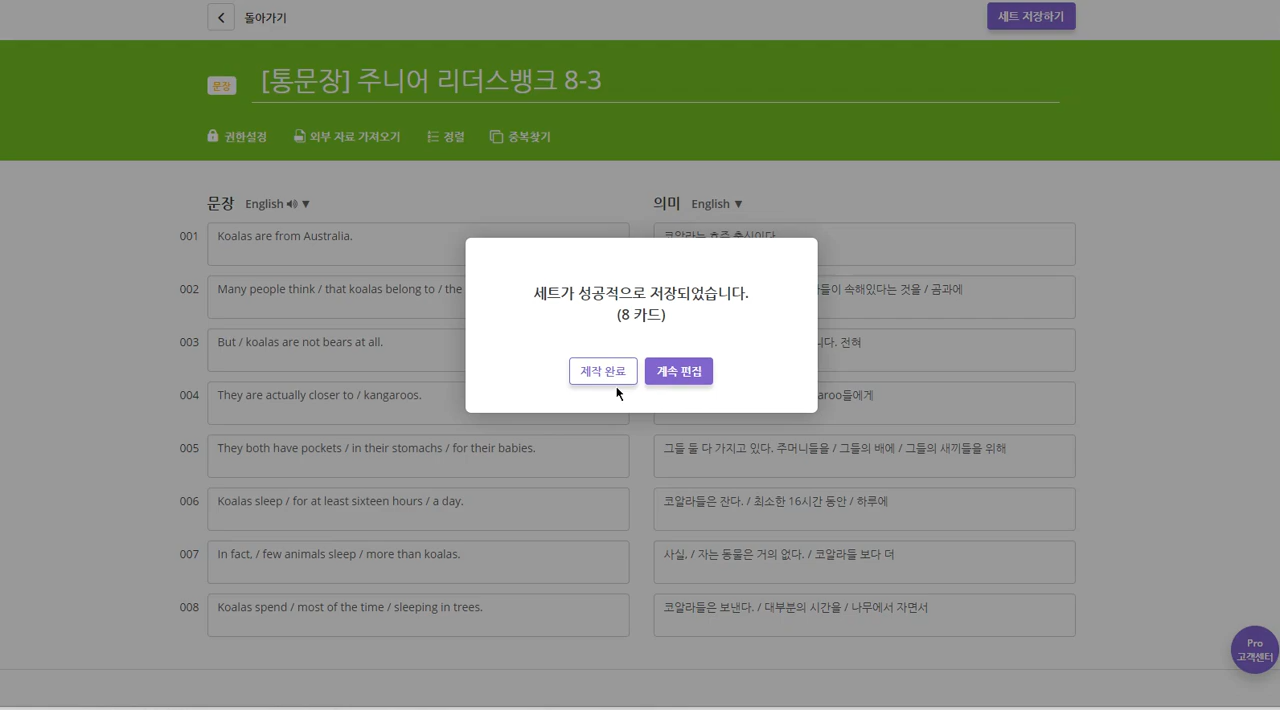 돌아가기
세트 저장하기
문장
[통문장] 주니어 리더스뱅크 8-3
권한설정
외부 자료 가져오기
정렬
중복찾기
문장 English ▼
의미 English ▼
001 Koalas are from Australia.
코알라는 호주 출신이다.
002 Many people think / that koalas belong to / the
들이 속해있다는 것을 / 곰과에
003 But / koalas are not bears at all.
니다. 전혀
004 They are actually closer to / kangaroos.
aroo들에게
005 They both have pockets / in their stomachs / for their babies.
그들 둘 다 가지고 있다. 주머니들을 / 그들의 배에 / 그들의 새끼들을 위해
006 Koalas sleep / for at least sixteen hours / a day.
코알라들은 잔다. / 최소한 16시간 동안 / 하루에
007 In fact, / few animals sleep / more than koalas.
사실, / 자는 동물은 거의 없다. / 코알라들 보다 더
008 Koalas spend / most of the time / sleeping in trees.
코알라들은 보낸다. / 대부분의 시간을 / 나무에서 자면서
세트가 성공적으로 저장되었습니다.
(8 카드)
제작 완료
계속 편집
Pro
고객센터